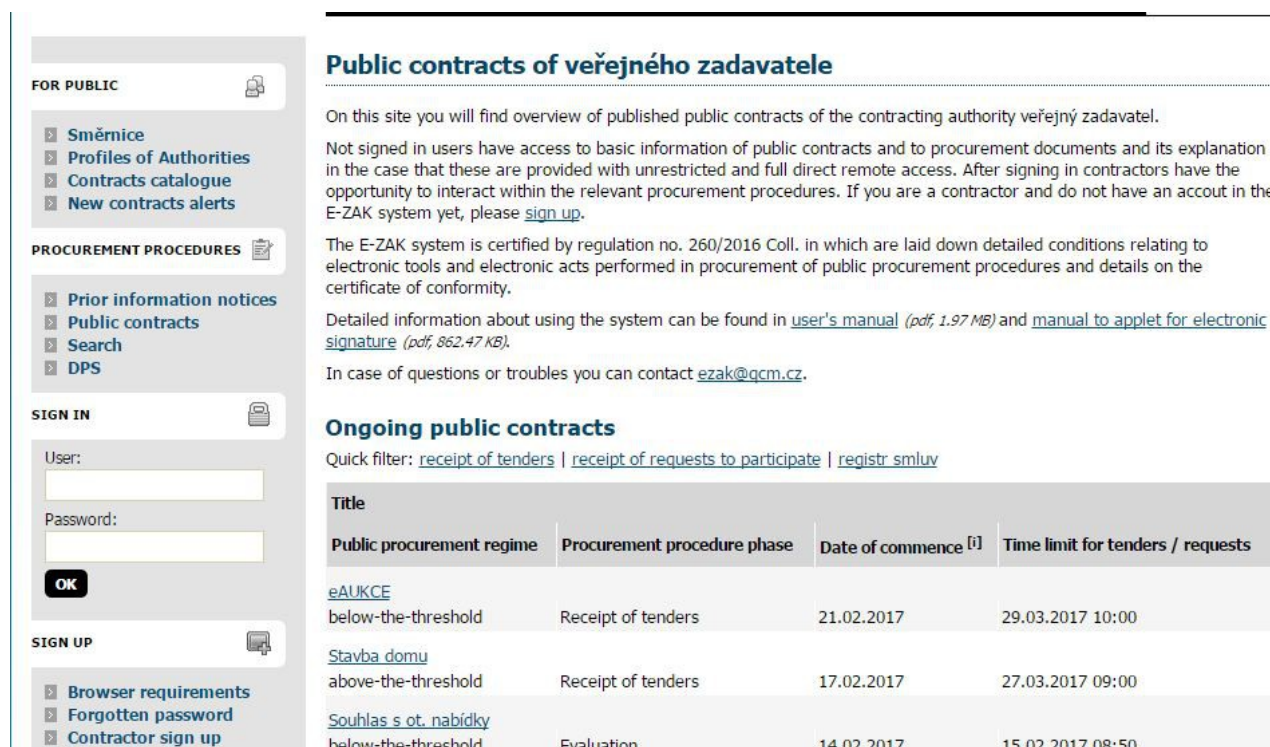 FOR PUBLIC
Směrnice
Profiles of Authorities
Contracts catalogue
New contracts alerts
PROCUREMENT PROCEDURES
Prior information notices
Public contracts
Search
DPS
SIGN IN
User:
Password:
OK
SIGN UP
Browser requirements
Forgotten password
Contractor sign up
Public contracts of veřejného zadavatele
On this site you will find overview of published public contracts of the contracting authority veřejný zadavatel.
Not signed in users have access to basic information of public contracts and to procurement documents and its explanation
in the case that these are provided with unrestricted and full direct remote access. After signing in contractors have the
opportunity to interact within the relevant procurement procedures. If you are a contractor and do not have an accout in the
E-ZAK system yet, please sign up.
The E-ZAK system is certified by regulation no. 260/2016 Coll. in which are laid down detailed conditions relating to
electronic tools and electronic acts performed in procurement of public procurement procedures and details on the
certificate of conformity.
Detailed information about using the system can be found in user's manual (pdf, 1.97 MB) and manual to applet for electronic
signature (pdf, 862.47 KB).
In case of questions or troubles you can contact ezak@qcm.cz.
Ongoing public contracts
Quick filter: receipt of tenders | receipt of requests to participate | registr smluv
Title
Public procurement regime Procurement procedure phase Date of commence [i] Time limit for tenders / requests
eAUKCE
below-the-threshold Receipt of tenders 21.02.2017 29.03.2017 10:00
Stavba domu
above-the-threshold Receipt of tenders 17.02.2017 27.03.2017 09:00
Souhlas s ot. nabídky
below-the-threshold Evaluation 14.02.2017 15.02.2017 08:50